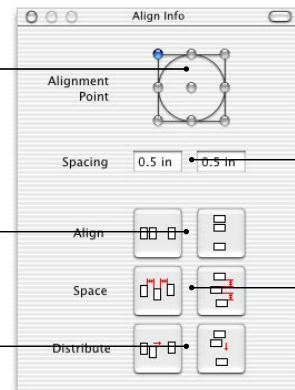 Align Info
Alignment
Point
Spacing 0.5 in 0.5 in
Align
Space
Distribute